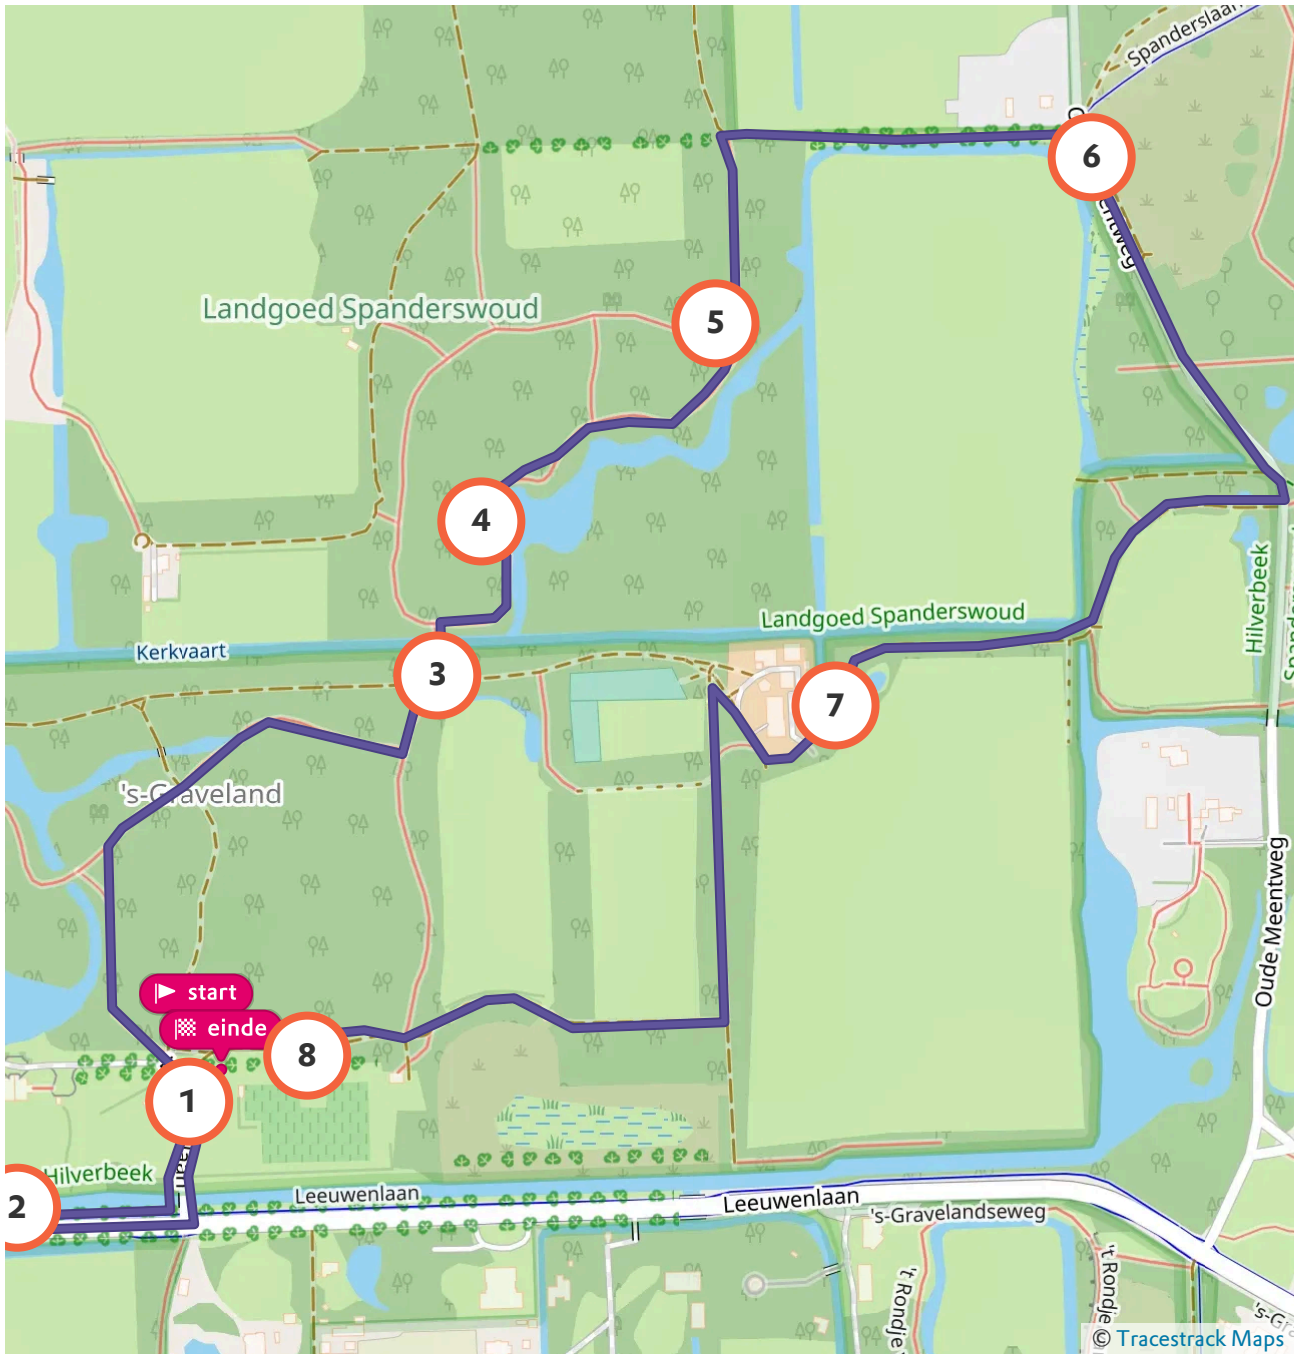 Spanderslaan
6
Landgoed Spanderswoud
5
4
Landgoed Spanderswoud
Hilverbeek
Kerkvaart
3
7
's-Graveland
Oude Meentweg
start
einde
8
1
Hilverbeek
2
Leeuwenlaan
Leeuwenlaan
's-Gravelandseweg
't Rondje
't Rondje
© Tracestrack Maps